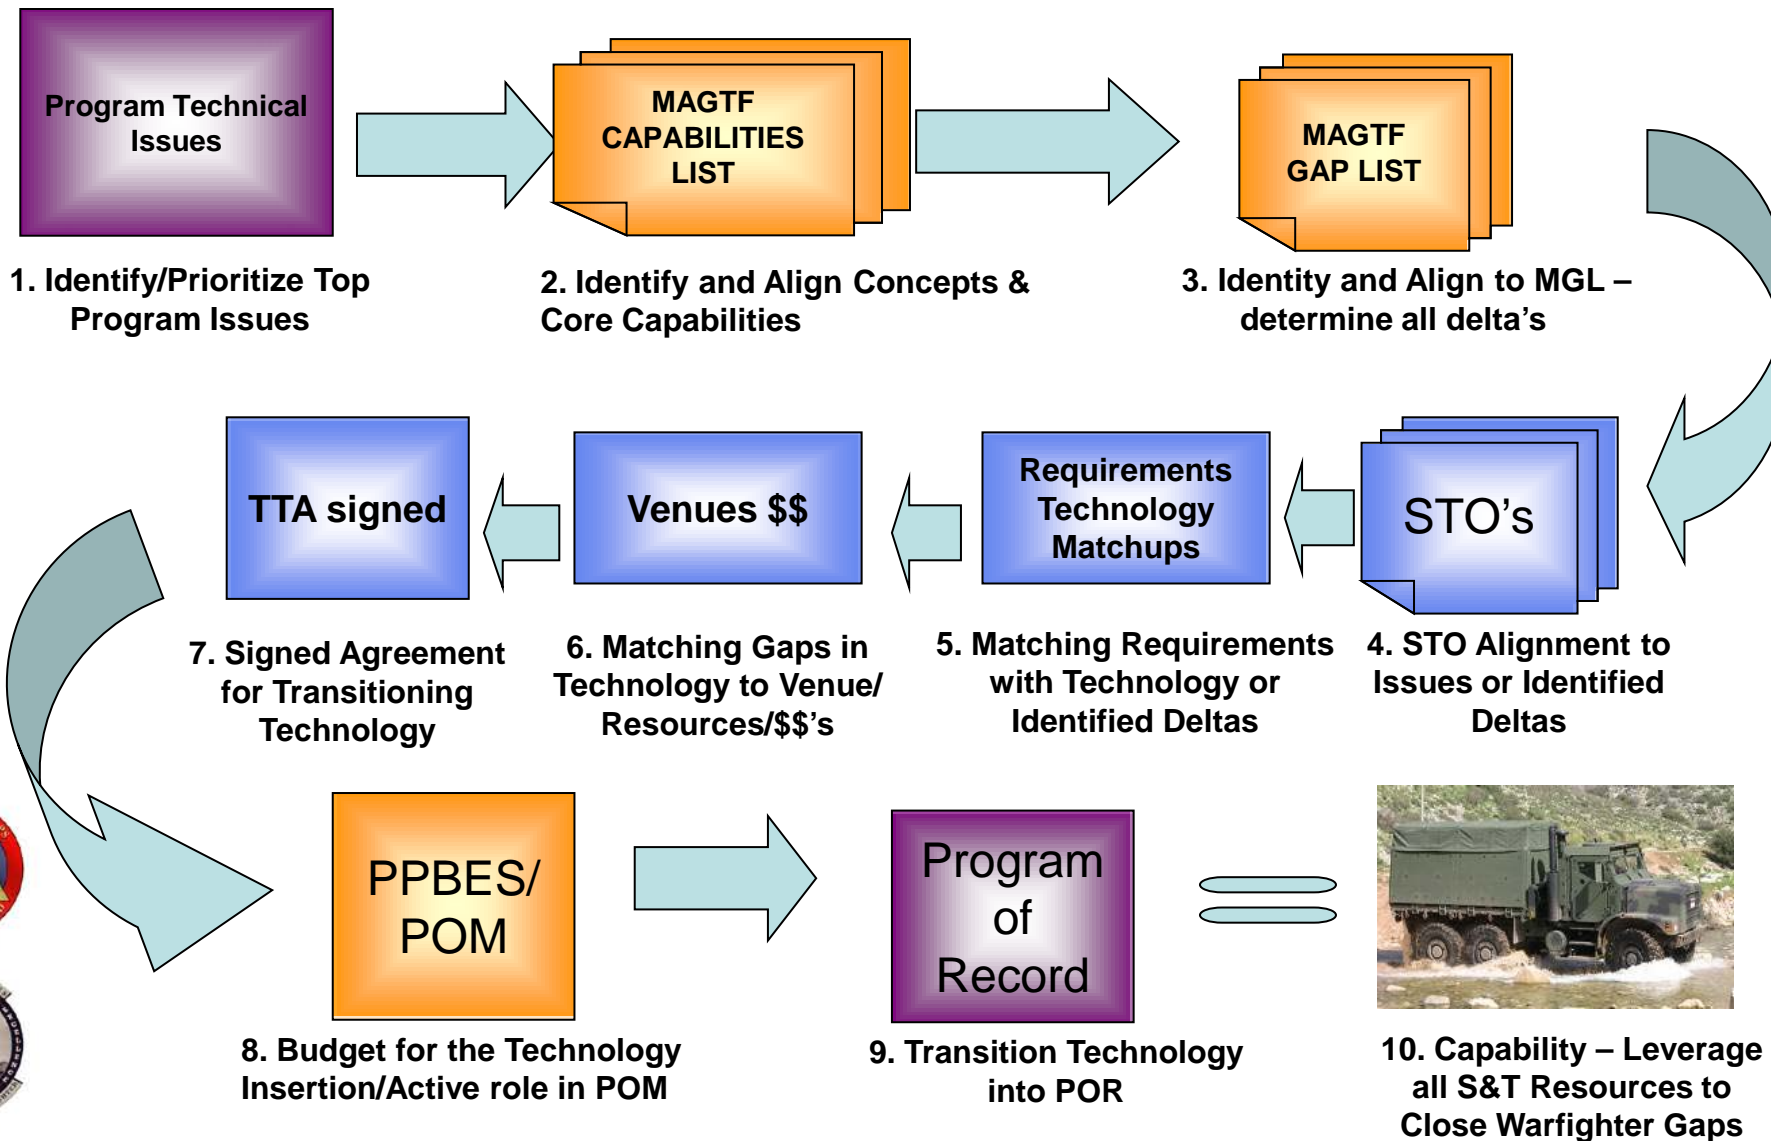 Program Technical
Issues
MAGTF
CAPABILITIES
LIST
MAGTF
GAP LIST
1. Identify/Prioritize Top
Program Issues
2. Identify and Align Concepts &
Core Capabilities
3. Identity and Align to MGL –
determine all delta’s
TTA signed
Venues $$
Requirements
Technology
Matchups
STO’s
7. Signed Agreement
for Transitioning
Technology
6. Matching Gaps in
Technology to Venue/
Resources/$$’s
5. Matching Requirements
with Technology or
Identified Deltas
4. STO Alignment to
Issues or Identified
Deltas
PPBES/
POM
Program
of
Record
8. Budget for the Technology
Insertion/Active role in POM
9. Transition Technology
into POR
10. Capability – Leverage
all S&T Resources to
Close Warfighter Gaps